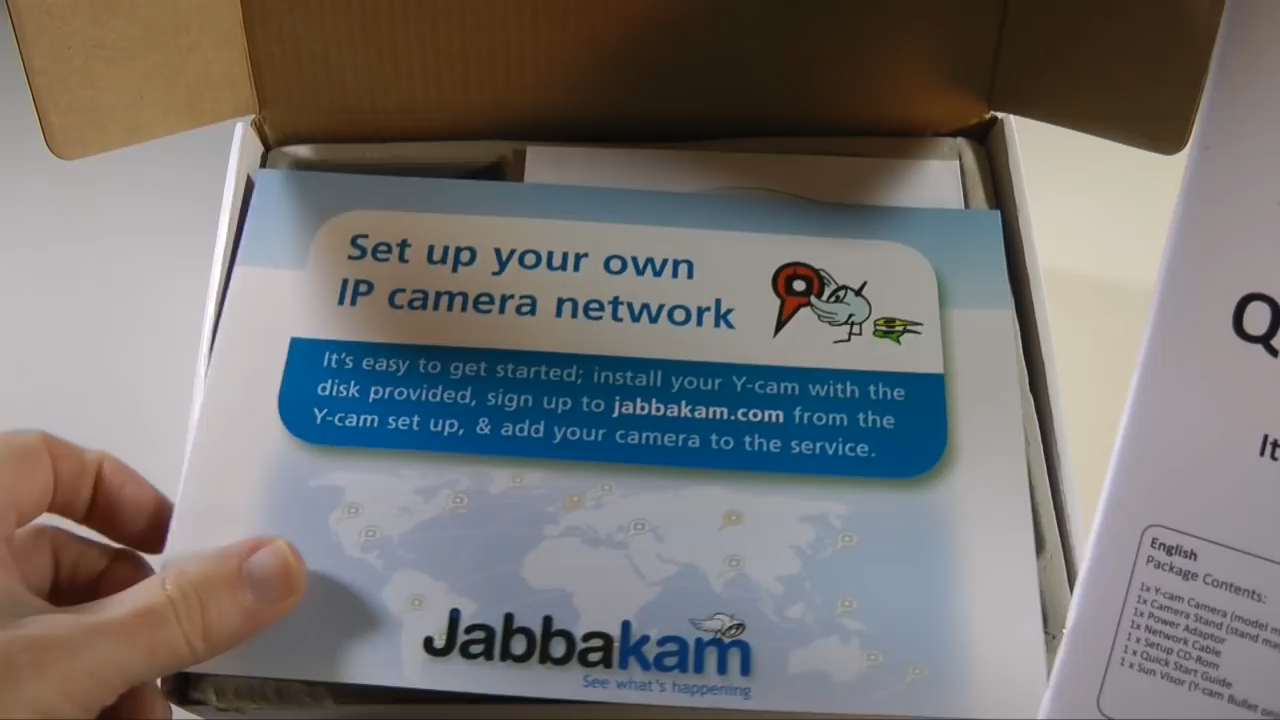 Set up your own
IP camera network
It's easy to get started; install your Y-cam with the
disk provided, sign up to jabbakam.com from the
Y-cam set up, & add your camera to the service.
Jabbakam
See what's happening
Q
It
English
Package Contents:
1x Y-cam Camera (model
1x Camera Stand (stand
1x Power Adaptor
1x Network Cable
1 x Setup CD-Rom
1 x Quick Start Guide
1 x Sun Visor (Y-cam Bullet